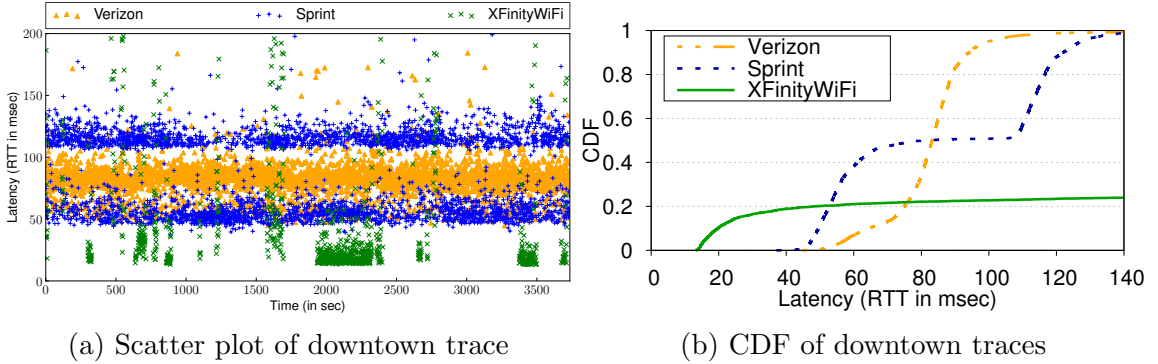 Verizon Sprint XFinityWiFi
200
150
100
50
0
Latency (RTT in msec)
0 500 1000 1500 2000 2500 3000 3500
Time (in sec)
(a) Scatter plot of downtown trace
Verizon
Sprint
XFinityWiFi
1
0.8
0.6
0.4
0.2
0
CDF
0 20 40 60 80 100 120 140
Latency (RTT in msec)
(b) CDF of downtown traces